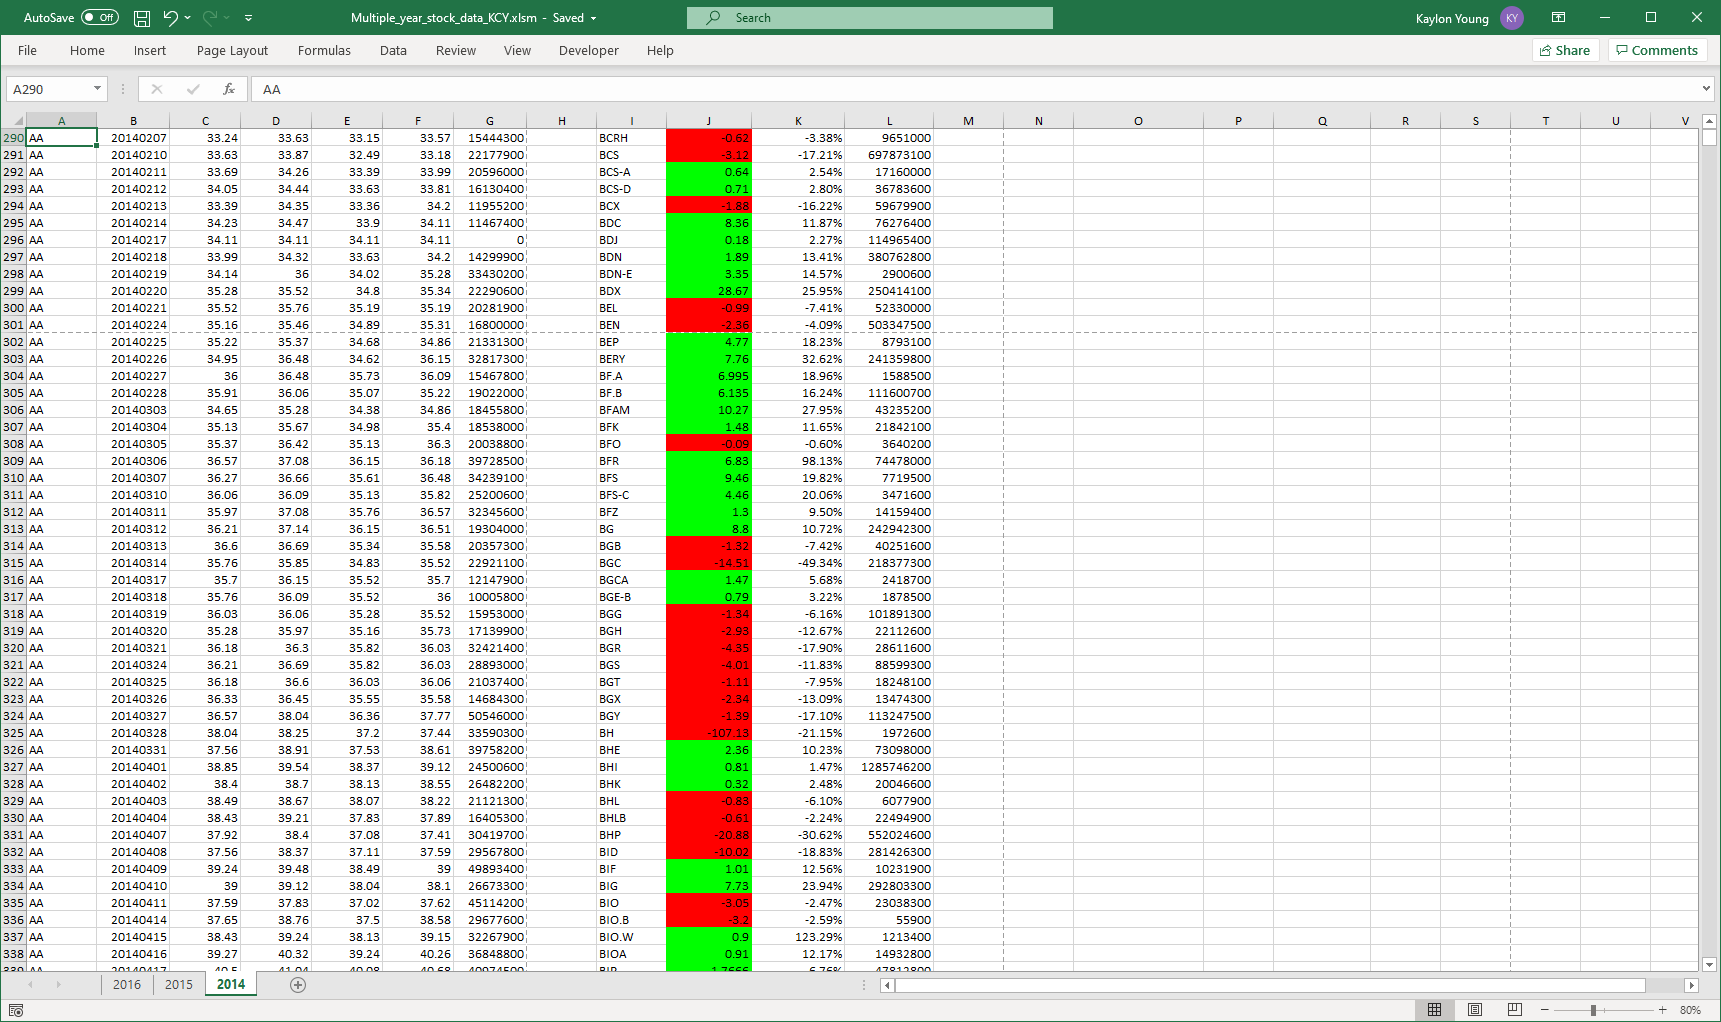 AutoSave Off Multiple_year_stock_data_KCY.xlsm - Saved Search Kaylon Young KY
File Home Insert Page Layout Formulas Data Review View Developer Help Share Comments
A290 fx AA
A B C D E F G H I J K L M N O P Q R S T U V
290 AA 20140207 33.24 33.63 33.15 33.57 15444300 BCRH -0.62 -3.38% 9651000
291 AA 20140210 33.63 33.87 32.49 33.18 22177900 BCS -3.12 -17.21% 697873100
292 AA 20140211 33.69 34.26 33.39 33.99 20596000 BCS-A 0.64 2.54% 17160000
293 AA 20140212 34.05 34.44 33.63 33.81 16130400 BCS-D 0.71 2.80% 36783600
294 AA 20140213 33.39 34.35 33.36 34.2 11955200 BCX -1.88 -16.22% 59679900
295 AA 20140214 34.23 34.47 33.9 34.11 11467400 BDC 8.36 11.87% 76276400
296 AA 20140217 34.11 34.11 34.11 34.11 0 BDJ 0.18 2.27% 114965400
297 AA 20140218 33.99 34.32 33.63 34.2 14299900 BDN 1.89 13.41% 380762800
298 AA 20140219 34.14 36 34.02 35.28 33430200 BDN-E 3.35 14.57% 2900600
299 AA 20140220 35.28 35.52 34.8 35.34 22290600 BDX 28.67 25.95% 250414100
300 AA 20140221 35.52 35.76 35.19 35.19 20281900 BEL -0.99 -7.41% 52330000
301 AA 20140224 35.16 35.46 34.89 35.31 16800000 BEN -2.36 -4.09% 503347500
302 AA 20140225 35.22 35.37 34.68 34.86 21331300 BEP 4.77 18.23% 8793100
303 AA 20140226 34.95 36.48 34.62 36.15 32817300 BERY 7.76 32.62% 241359800
304 AA 20140227 36 36.48 35.73 36.09 15467800 BF.A 6.995 18.96% 1588500
305 AA 20140228 35.91 36.06 35.07 35.22 19022000 BF.B 6.135 16.24% 111600700
306 AA 20140303 34.65 35.28 34.38 34.86 18455800 BFAM 10.27 27.95% 43235200
307 AA 20140304 35.13 35.67 34.98 35.4 18538000 BFK 1.48 11.65% 21842100
308 AA 20140305 35.37 36.42 35.13 36.3 20038800 BFO -0.09 -0.60% 3640200
309 AA 20140306 36.57 37.08 36.15 36.18 39728500 BFR 6.83 98.13% 74478000
310 AA 20140307 36.27 36.66 35.61 36.48 34239100 BFS 9.46 19.82% 7719500
311 AA 20140310 36.06 36.09 35.13 35.82 25200600 BFS-C 4.46 20.06% 3471600
312 AA 20140311 35.97 37.08 35.76 36.57 32345600 BFZ 1.3 9.50% 14159400
313 AA 20140312 36.21 37.14 36.15 36.51 19304000 BG 8.8 10.72% 242942300
314 AA 20140313 36.6 36.69 35.34 35.58 20357300 BGB -1.32 -7.42% 40251600
315 AA 20140314 35.76 35.85 34.83 35.52 22921100 BGC -14.51 -49.34% 218377300
316 AA 20140317 35.7 36.15 35.52 35.7 12147900 BGCA 1.47 5.68% 2418700
317 AA 20140318 35.76 36.09 35.52 36 10005800 BGE-B 0.79 3.22% 1878500
318 AA 20140319 36.03 36.06 35.28 35.52 15953000 BGG -1.34 -6.16% 101891300
319 AA 20140320 35.28 35.97 35.16 35.73 17139900 BGH -2.93 -12.67% 22112600
320 AA 20140321 36.18 36.3 35.82 36.03 32421400 BGR -4.35 -17.90% 28611600
321 AA 20140324 36.21 36.69 35.82 36.03 28893000 BGS -4.01 -11.83% 88599300
322 AA 20140325 36.18 36.6 36.03 36.06 21037400 BGT -1.11 -7.95% 18248100
323 AA 20140326 36.33 36.45 35.55 35.58 14684300 BGX -2.34 -13.09% 13474300
324 AA 20140327 36.57 38.04 36.36 37.77 50546000 BGY -1.39 -17.10% 113247500
325 AA 20140328 38.04 38.25 37.2 37.44 33590300 BH -107.13 -21.15% 1972600
326 AA 20140331 37.56 38.91 37.53 38.61 39758200 BHE 2.36 10.23% 73098000
327 AA 20140401 38.85 39.54 38.37 39.12 24500600 BHI 0.81 1.47% 1285746200
328 AA 20140402 38.4 38.7 38.13 38.55 26482200 BHK 0.32 2.48% 20046600
329 AA 20140403 38.49 38.67 38.07 38.22 21121300 BHL -0.83 -6.10% 6077900
330 AA 20140404 38.43 39.21 37.83 37.89 16405300 BHLB -0.61 -2.24% 22494900
331 AA 20140407 37.92 38.4 37.08 37.41 30419700 BHP -20.88 -30.62% 552024600
332 AA 20140408 37.56 38.37 37.11 37.59 29567800 BID -10.02 -18.83% 281426300
333 AA 20140409 39.24 39.48 38.49 39 49893400 BIF 1.01 12.56% 10231900
334 AA 20140410 39 39.12 38.04 38.1 26673300 BIG 7.73 23.94% 292803300
335 AA 20140411 37.59 37.83 37.02 37.62 45114200 BIO -3.05 -2.47% 23038300
336 AA 20140414 37.65 38.76 37.5 38.58 29677600 BIO.B -3.2 -2.59% 55900
337 AA 20140415 38.43 39.24 38.13 39.15 32267900 BIO.W 0.9 123.29% 1213400
338 AA 20140416 39.27 40.32 39.24 40.26 36848800 BIOA 0.91 12.17% 14932800
2016 2015 2014
80%